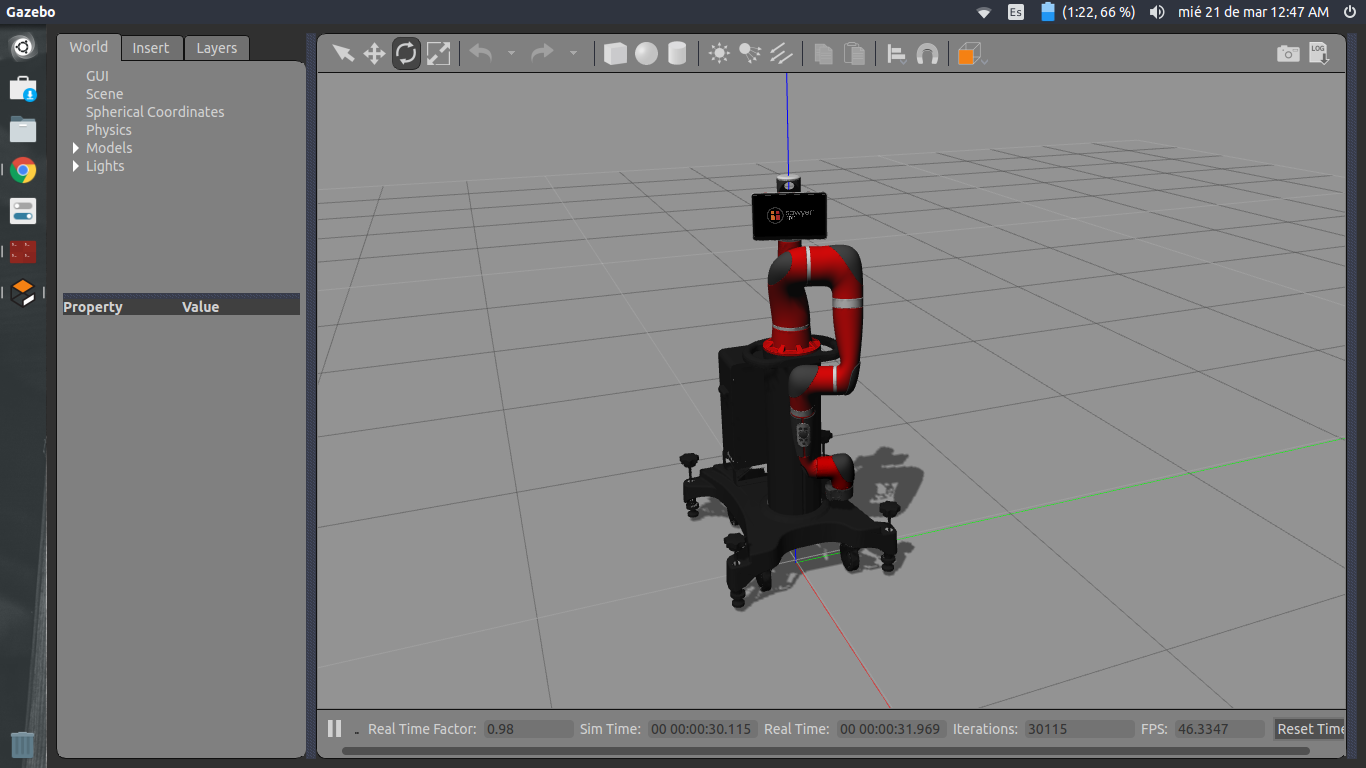 Gazebo
Es
(1:22, 66 %)
mié 21 de mar 12:47 AM
World
Insert
Layers
LOG
GUI
Scene
Spherical Coordinates
Physics
Models
Lights
Property
Value
sawyer
Real Time Factor: 0.98 Sim Time: 00 00:00:30.115 Real Time: 00 00:00:31.969 Iterations: 30115 FPS: 46.3347 Reset Time